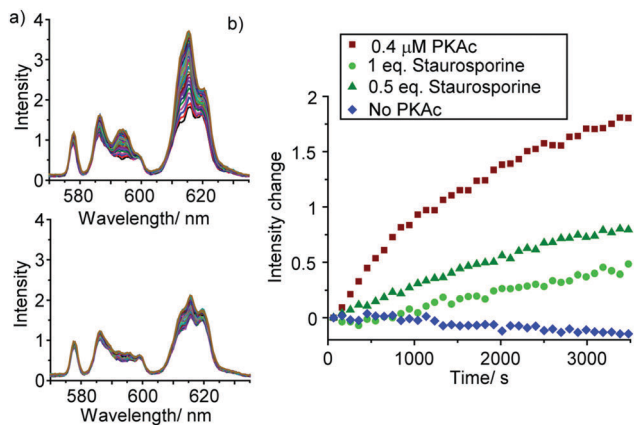 a)
b)
4
3
2
1
0
Intensity
580
600
620
Wavelength/ nm
4
3
2
1
0
Intensity
580
600
620
Wavelength/ nm
0.4 μM PKAc
1 eq. Staurosporine
0.5 eq. Staurosporine
No PKAc
2
1.5
1
0.5
0
Intensity change
0
1000
2000
3000
Time/ s